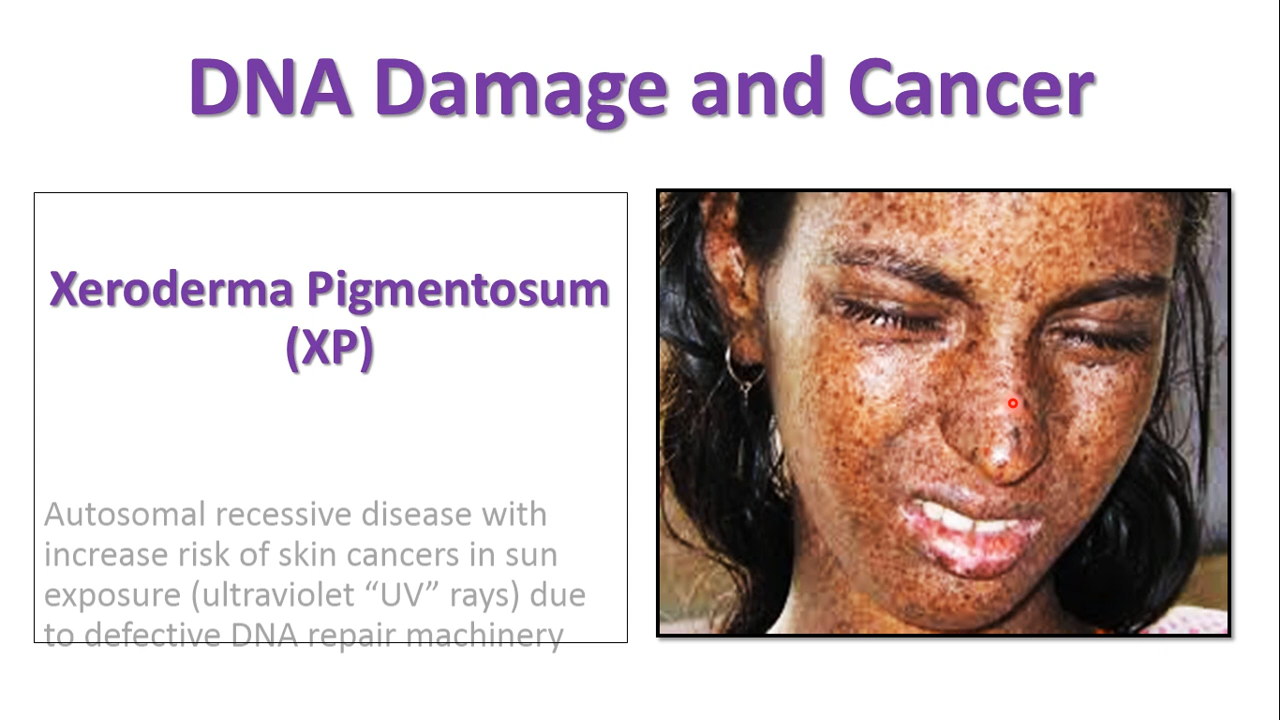 DNA Damage and Cancer
Xeroderma Pigmentosum
(XP)
Autosomal recessive disease with
increase risk of skin cancers in sun
exposure (ultraviolet “UV” rays) due
to defective DNA repair machinery